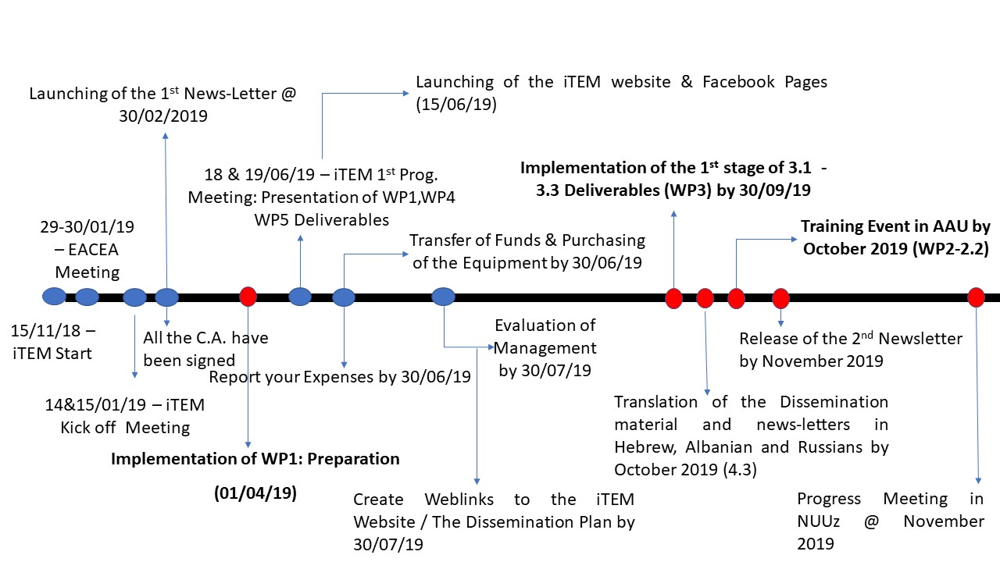 Launching of the iTEM website & Facebook Pages
(15/06/19)
Launching of the 1st News-Letter @
30/02/2019
18 & 19/06/19 – iTEM 1st Prog.
Meeting: Presentation of WP1,WP4
WP5 Deliverables
Implementation of the 1st stage of 3.1 -
3.3 Deliverables (WP3) by 30/09/19
29-30/01/19
– EACEA
Meeting
Transfer of Funds & Purchasing
of the Equipment by 30/06/19
Training Event in AAU by
October 2019 (WP2-2.2)
15/11/18 –
iTEM Start
All the C.A. have
been signed
Report your Expenses by 30/06/19
Evaluation of
Management
by 30/07/19
Release of the 2nd Newsletter
by November 2019
14&15/01/19 – iTEM
Kick off Meeting
Translation of the Dissemination
material and news-letters in
Hebrew, Albanian and Russians by
October 2019 (4.3)
Implementation of WP1: Preparation
(01/04/19)
Create Weblinks to the iTEM
Website / The Dissemination Plan by
30/07/19
Progress Meeting in
NUUz @ November
2019